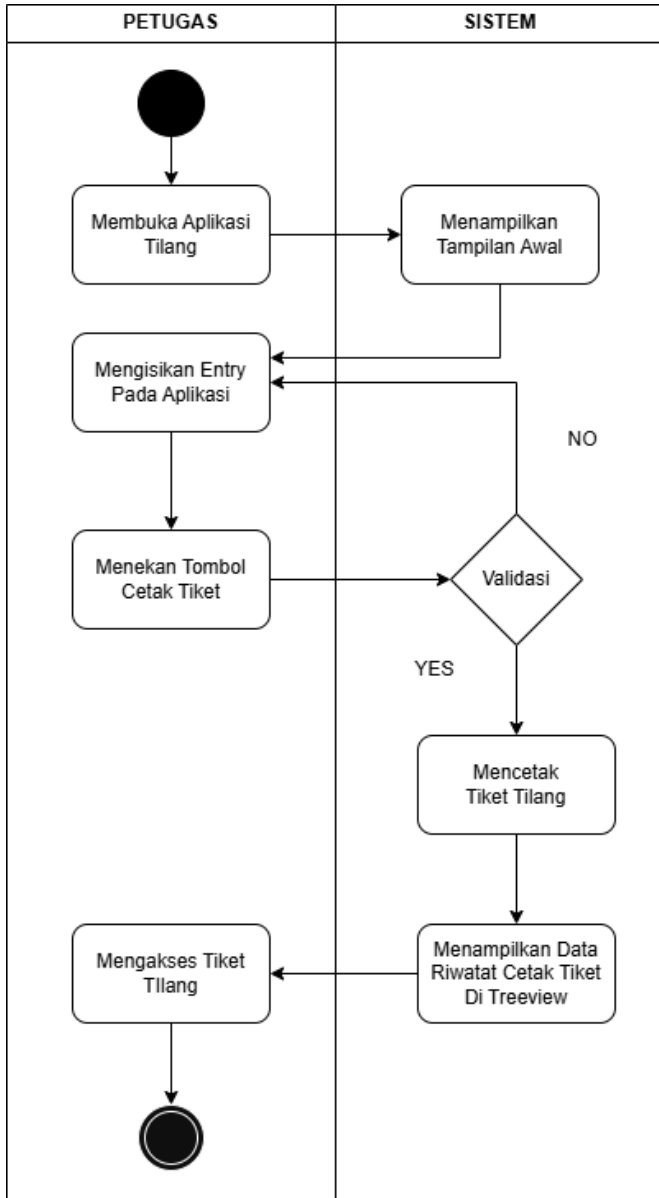 PETUGAS
SISTEM
Membuka Aplikasi
Tilang
Menampilkan
Tampilan Awal
Mengisikan Entry
Pada Aplikasi
NO
Menekan Tombol
Cetak Tiket
Validasi
YES
Mencetak
Tiket Tilang
Menampilkan Data
Riwatat Cetak Tiket
Di Treeview
Mengakses Tiket
TIlang